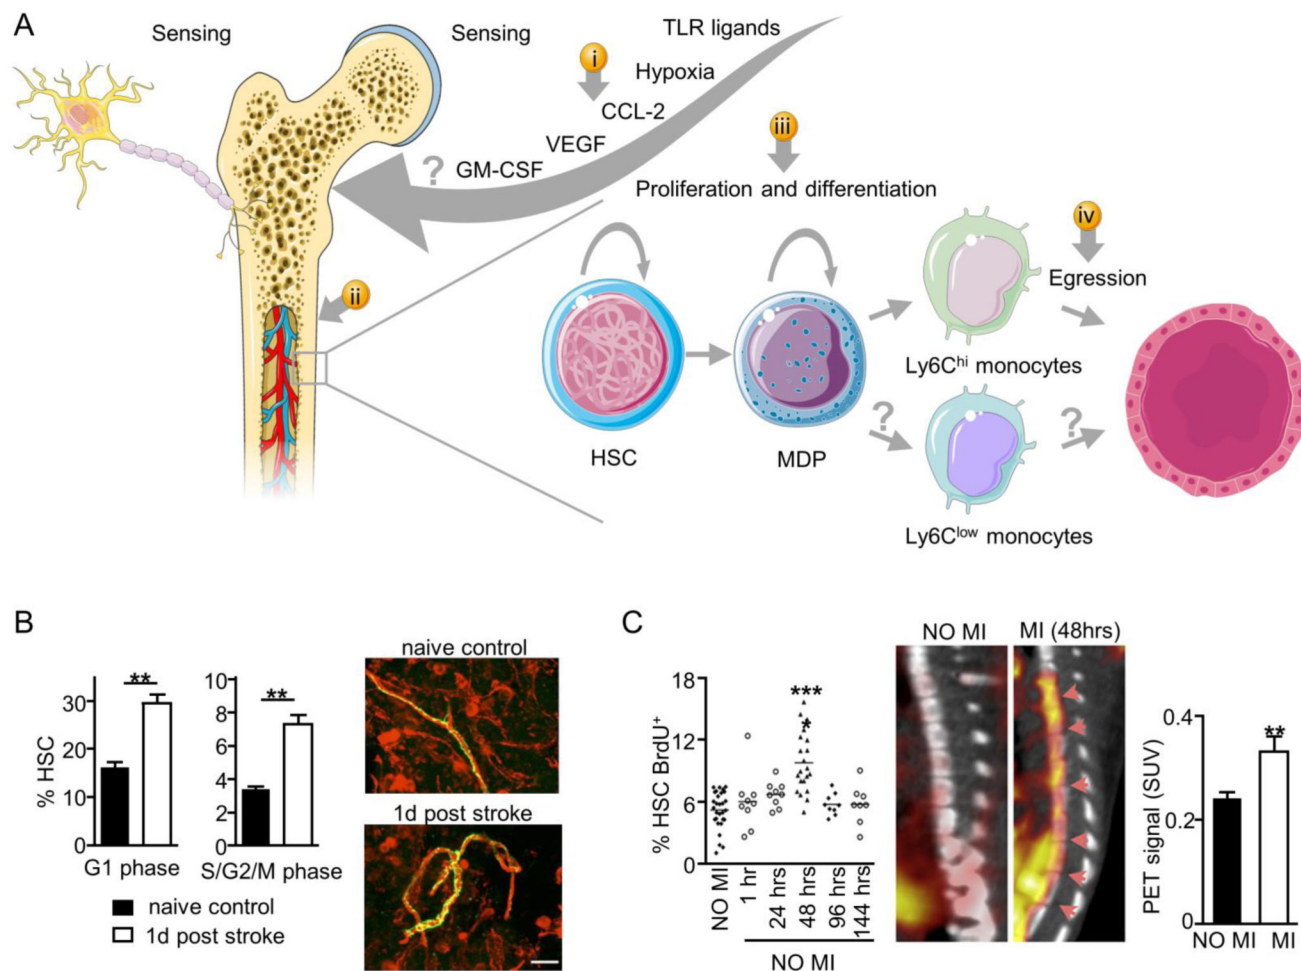 A
Sensing
Sensing
TLR ligands
i
Hypoxia
CCL-2
iii
VEGF
? GM-CSF
Proliferation and differentiation
iv
Egression
ii
Ly6Chi monocytes
?
?
HSC
MDP
Ly6Clow monocytes
B
naive control
10
30
**
8
**
% HSC
20
6
4
10
2
0
0
G1 phase
S/G2/M phase
naive control
1d post stroke
1d post stroke
C
NO MI
MI (48hrs)
18
***
*
12
% HSC BrdU+
6
0
NO MI
1 hr
24 hrs
48 hrs
96 hrs
144 hrs
NO MI
0.4
**
PET signal (SUV)
0.2
0
NO MI
MI